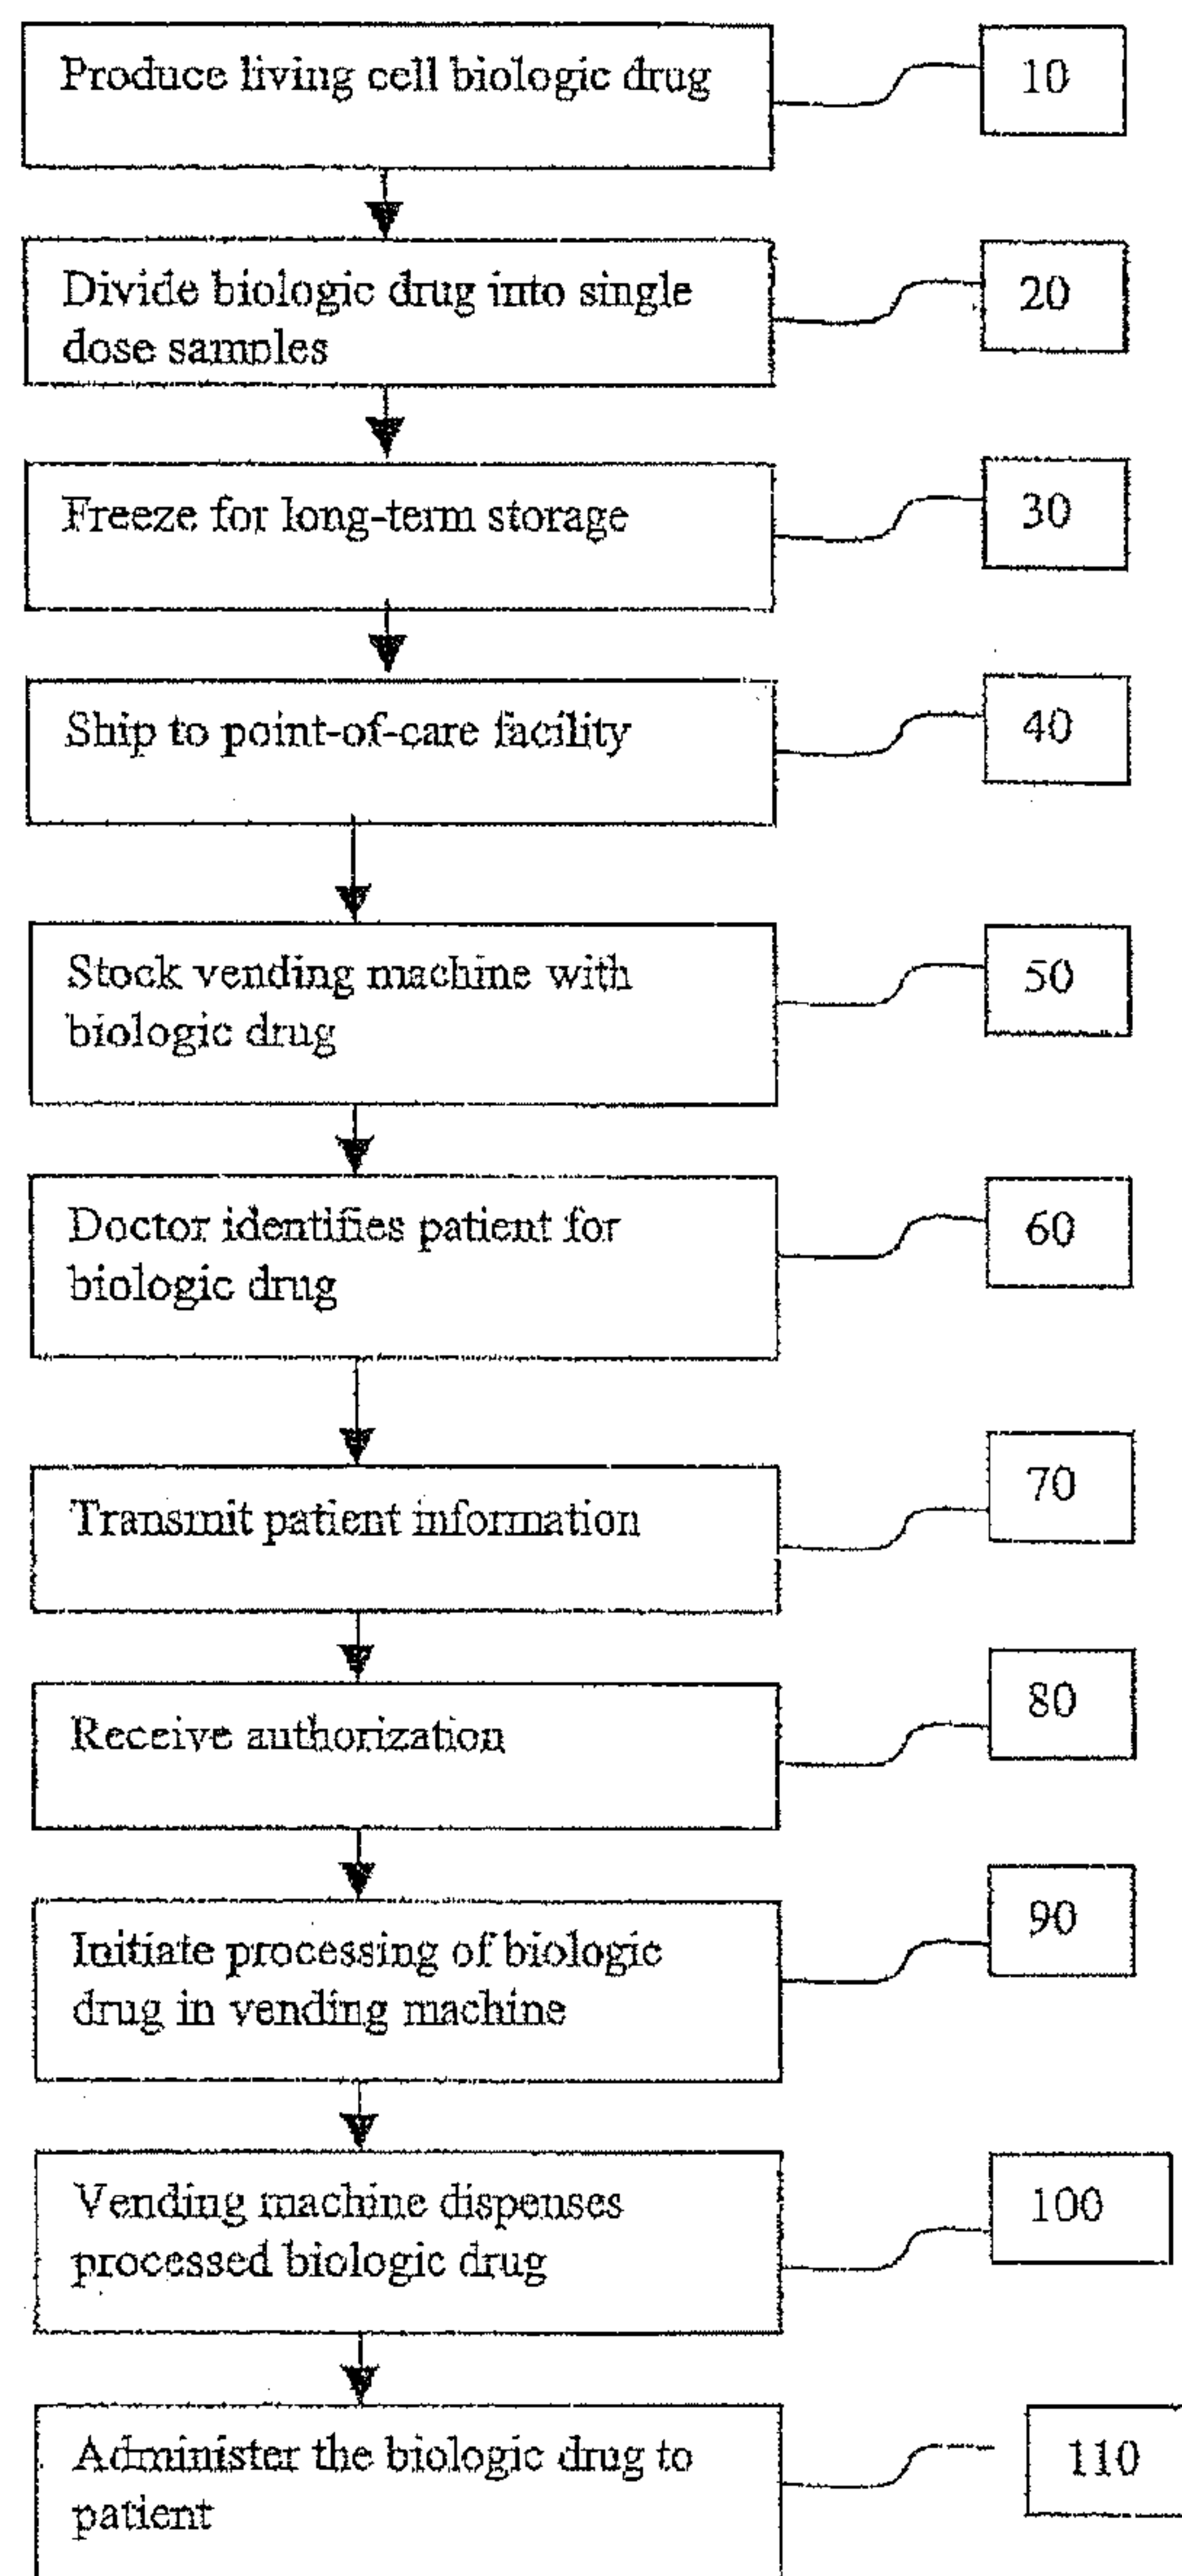 Produce living cell biologic drug
10
Divide biologic drug into single
dose samples
20
Freeze for long-term storage
30
Ship to point-of-care facility
40
Stock vending machine with
biologic drug
50
Doctor identifies patient for
biologic drug
60
Transmit patient information
70
Receive authorization
80
Initiate processing of biologic
drug in vending machine
90
Vending machine dispenses
processed biologic drug
100
Administer the biologic drug to
patient
110